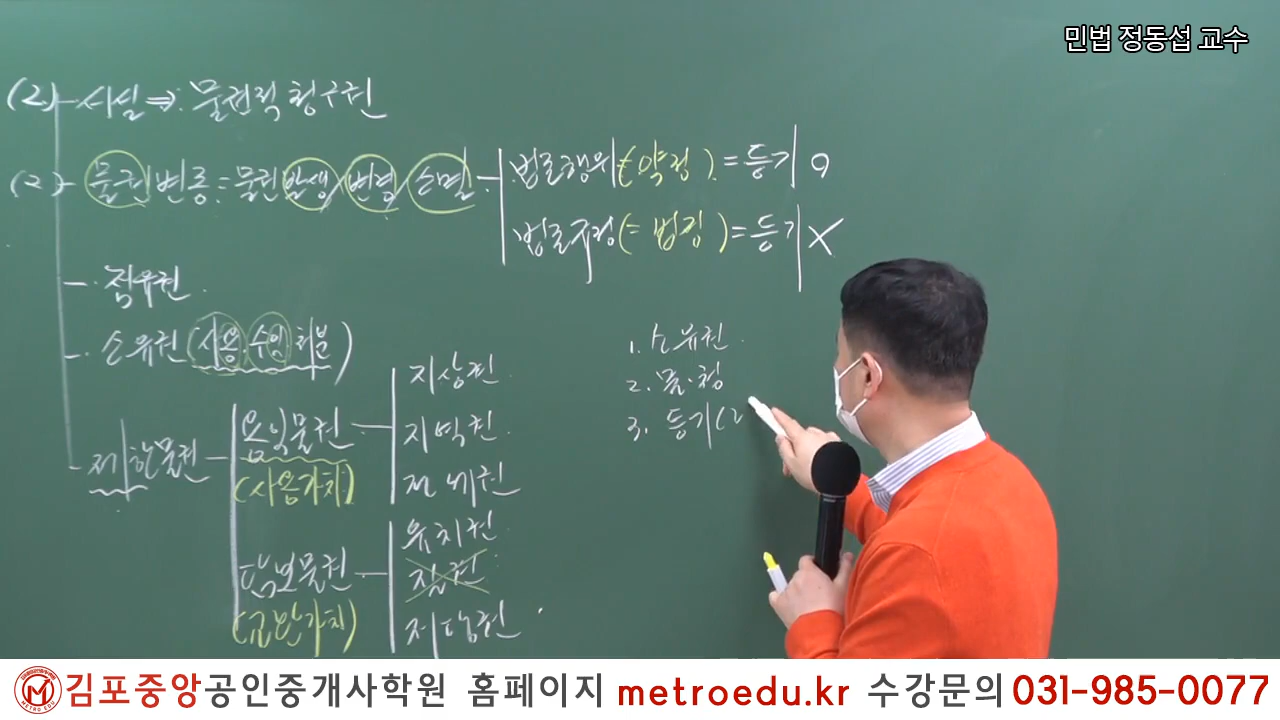 민법 정동섭 교수
(2) - 사실 ⇒ 물권적 청구권
(2) - 물권변동 = 물권 발생/변경/소멸
법률행위(= 약정) = 등기 O
법률규정(= 법정) = 등기 X
- 점유권
- 소유권 (사용 수익 처분)
- 제한물권
용익물권
(사용가치)
지상권
지역권
전세권
담보물권
(교환가치)
유치권
질권
저당권
1. 소유권
2. 물.청
3. 등기(2
METRO EDU
김포중앙공인중개사학원 홈페이지 metroedu.kr 수강문의 031-985-0077